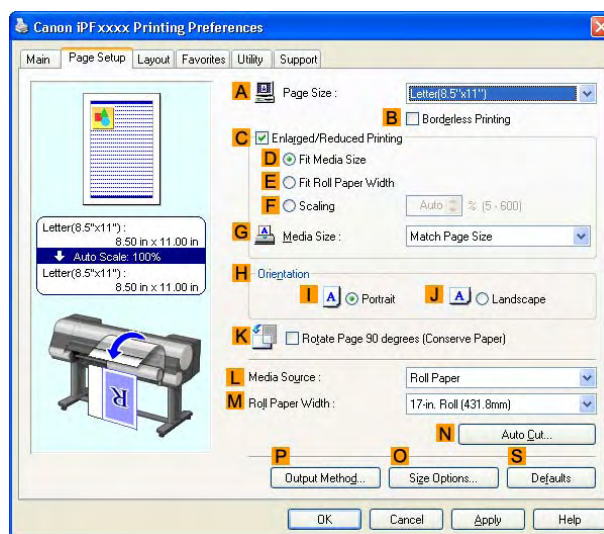 Canon iPFxxxx Printing Preferences
Main Page Setup Layout Favorites Utility Support
A Page Size : Letter(8.5"x11")
B Borderless Printing
C Enlarged/Reduced Printing
D Fit Media Size
E Fit Roll Paper Width
F Scaling Auto % (5 - 600)
Letter(8.5"x11") :
8.50 in x 11.00 in
Auto Scale: 100%
Letter(8.5"x11") :
8.50 in x 11.00 in
G A Media Size : Match Page Size
H Orientation
I A Portrait J A Landscape
K Rotate Page 90 degrees (Conserve Paper)
R
L Media Source : Roll Paper
M Roll Paper Width : 17-in. Roll (431.8mm)
N Auto Cut...
P O S
Output Method... Size Options... Defaults
OK Cancel Apply Help